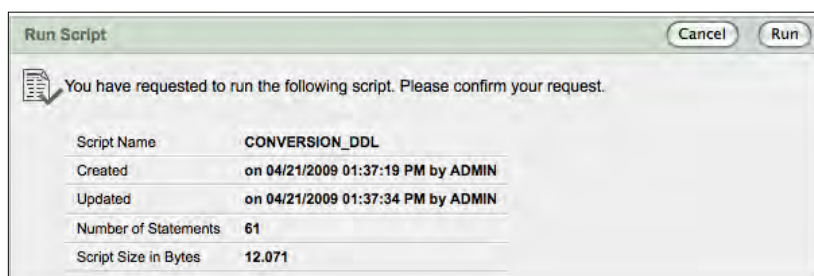 Run Script
Cancel
Run
You have requested to run the following script. Please confirm your request.
Script Name CONVERSION_DDL
Created on 04/21/2009 01:37:19 PM by ADMIN
Updated on 04/21/2009 01:37:34 PM by ADMIN
Number of Statements 61
Script Size in Bytes 12.071